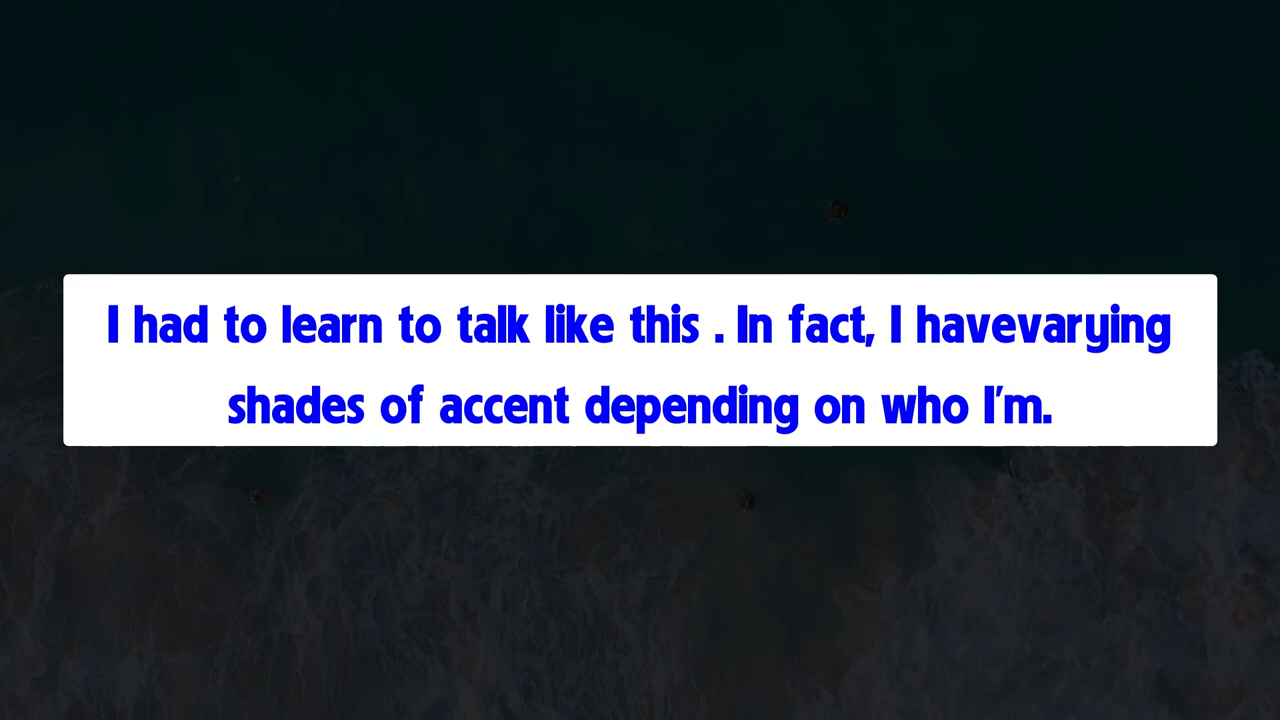 I had to learn to talk like this . In fact, I havevarying
shades of accent depending on who I'm.